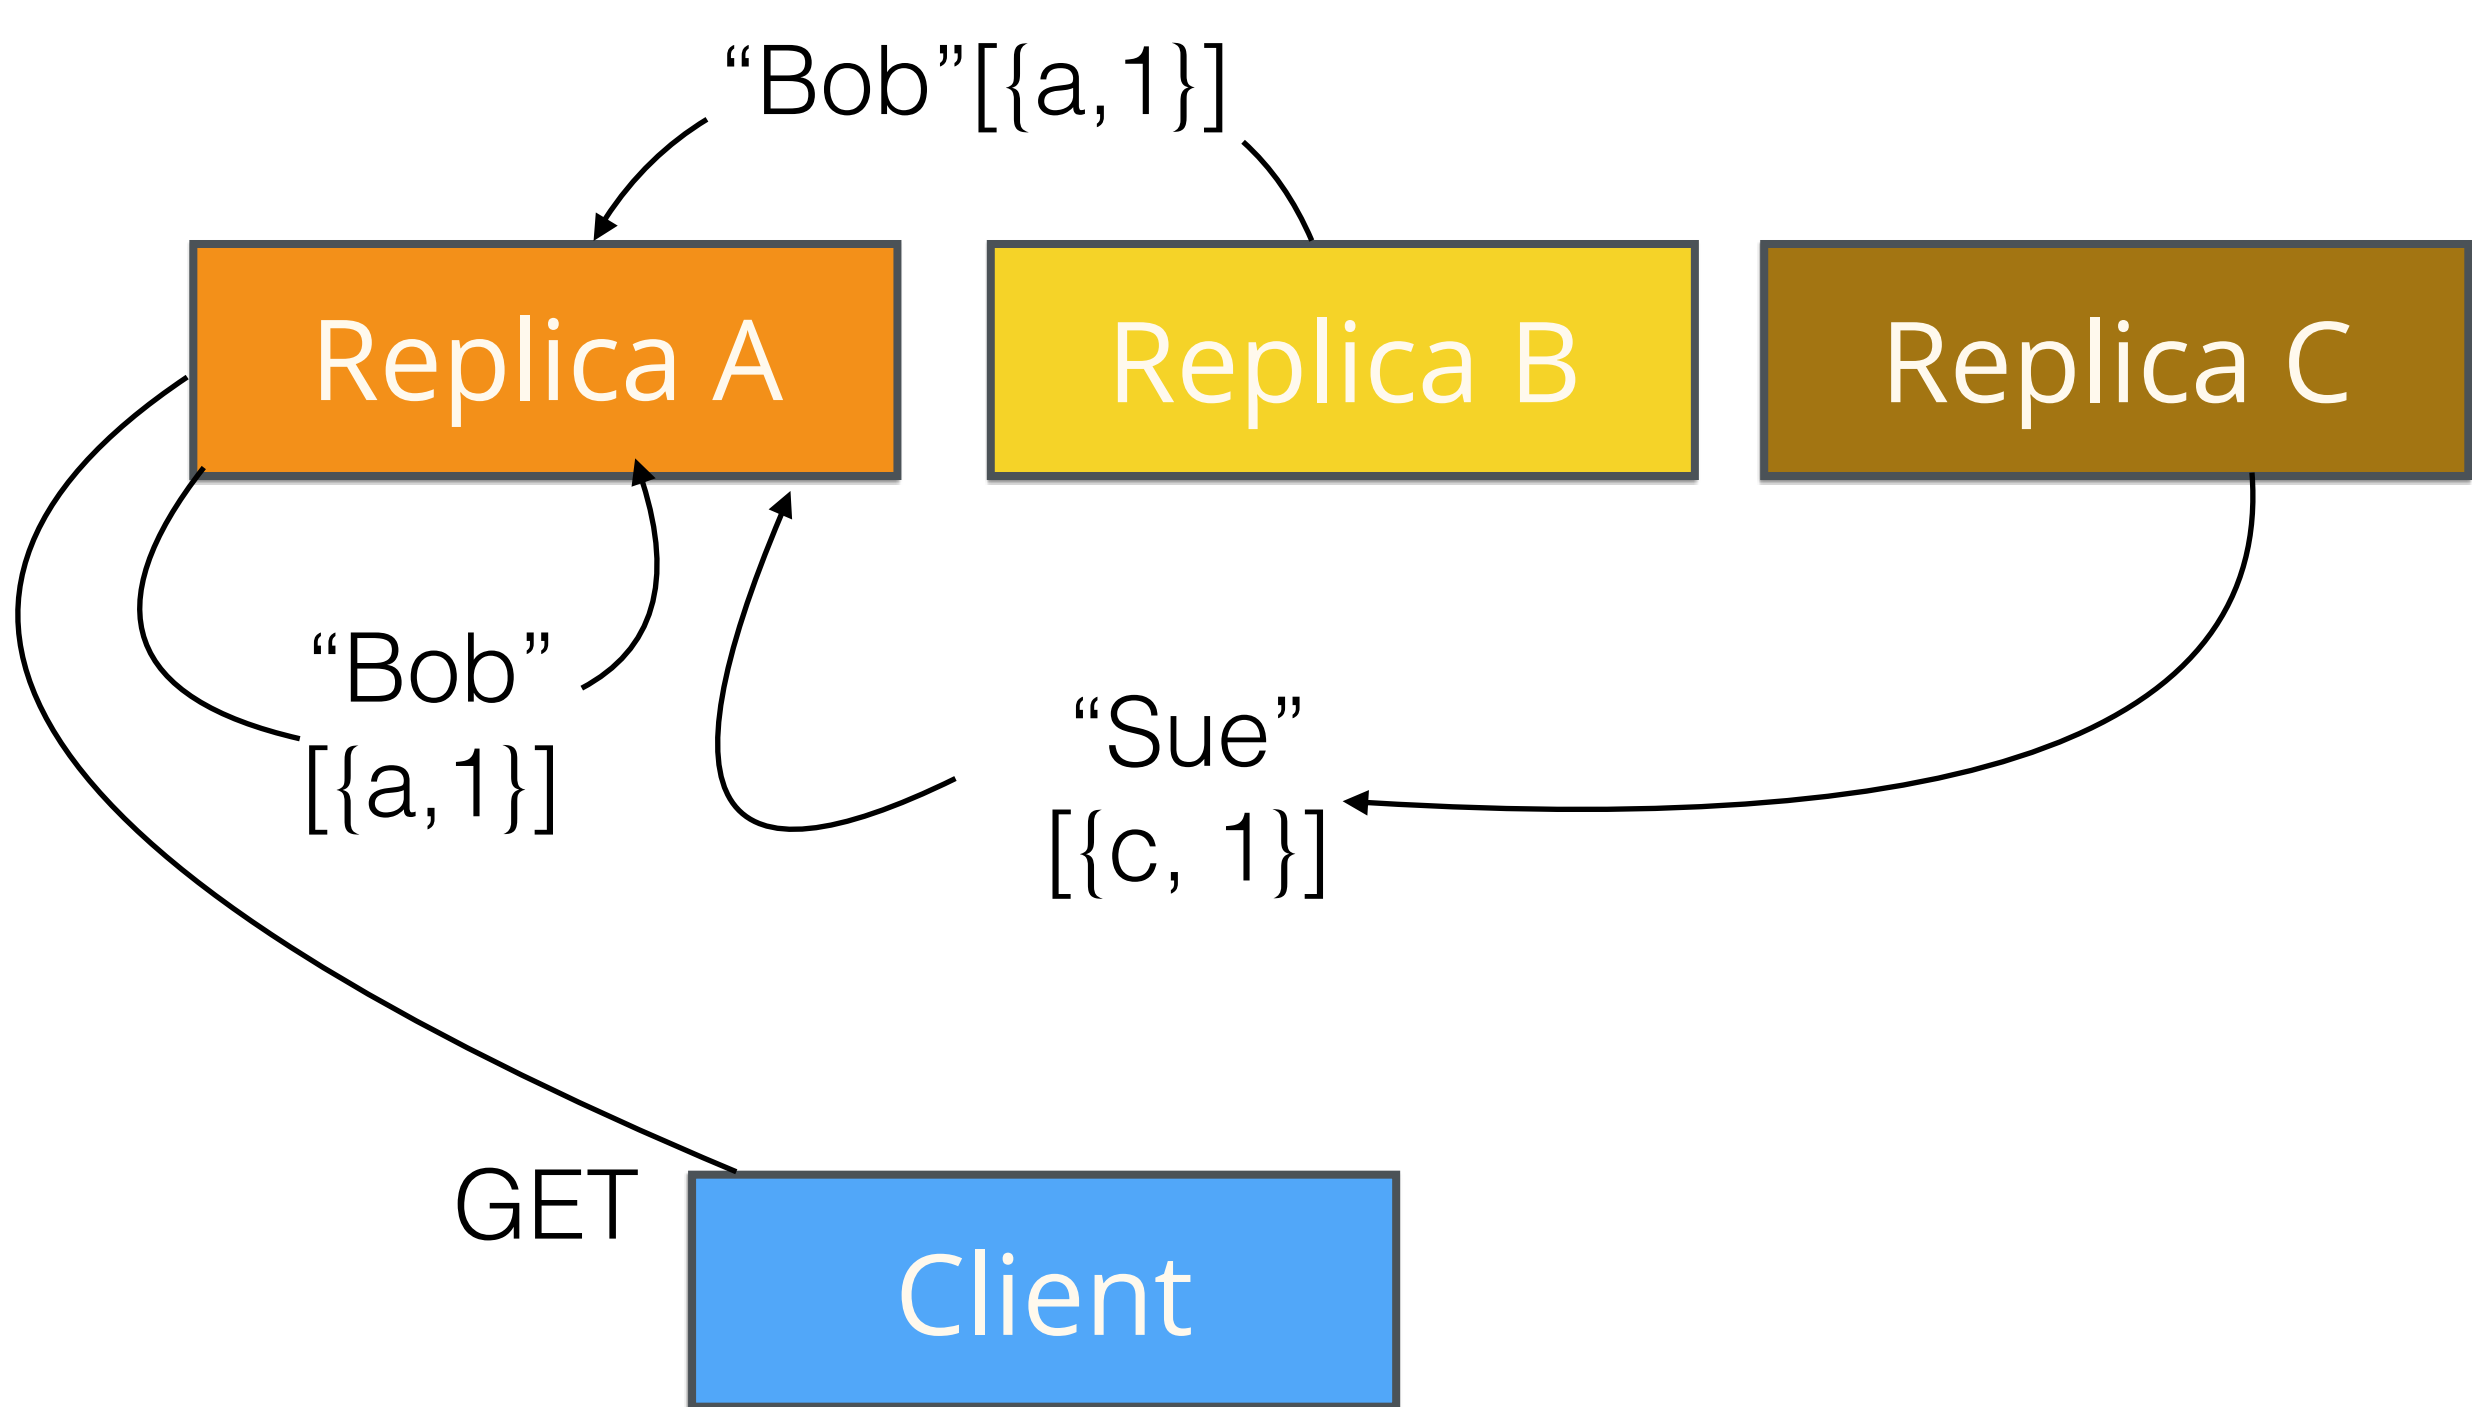 “Bob”[{a,1}]
Replica A
Replica B
Replica C
“Bob”
[{a,1}]
“Sue”
[{c, 1}]
GET
Client